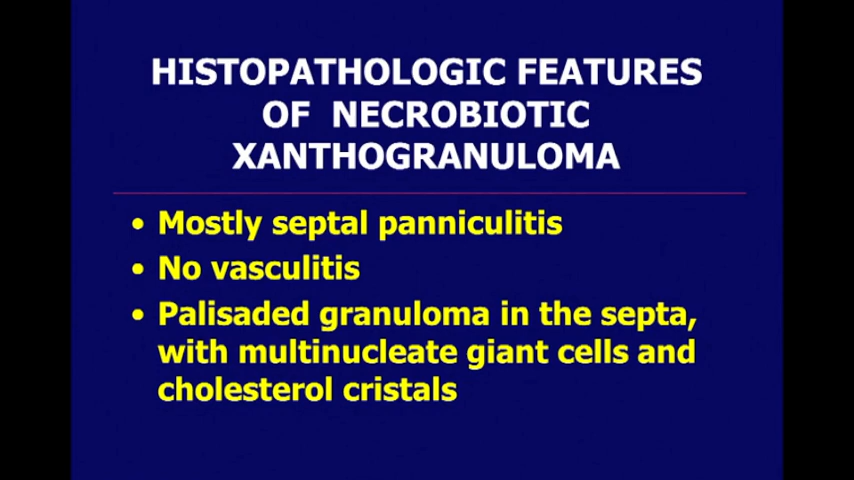 HISTOPATHOLOGIC FEATURES
OF NECROBIOTIC
XANTHOGRANULOMA
• Mostly septal panniculitis
• No vasculitis
• Palisaded granuloma in the septa,
with multinucleate giant cells and
cholesterol cristals